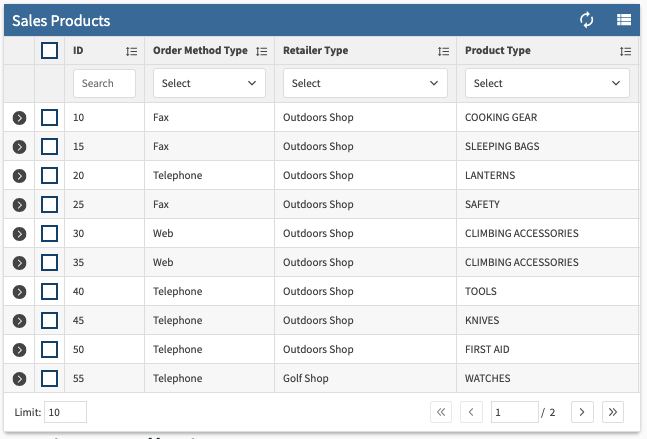 Sales Products
ID Order Method Type Retailer Type Product Type
Search Select Select Select
10 Fax Outdoors Shop COOKING GEAR
15 Fax Outdoors Shop SLEEPING BAGS
20 Telephone Outdoors Shop LANTERNS
25 Fax Outdoors Shop SAFETY
30 Web Outdoors Shop CLIMBING ACCESSORIES
35 Web Outdoors Shop CLIMBING ACCESSORIES
40 Telephone Outdoors Shop TOOLS
45 Telephone Outdoors Shop KNIVES
50 Telephone Outdoors Shop FIRST AID
55 Telephone Golf Shop WATCHES
Limit: 10 1 / 2